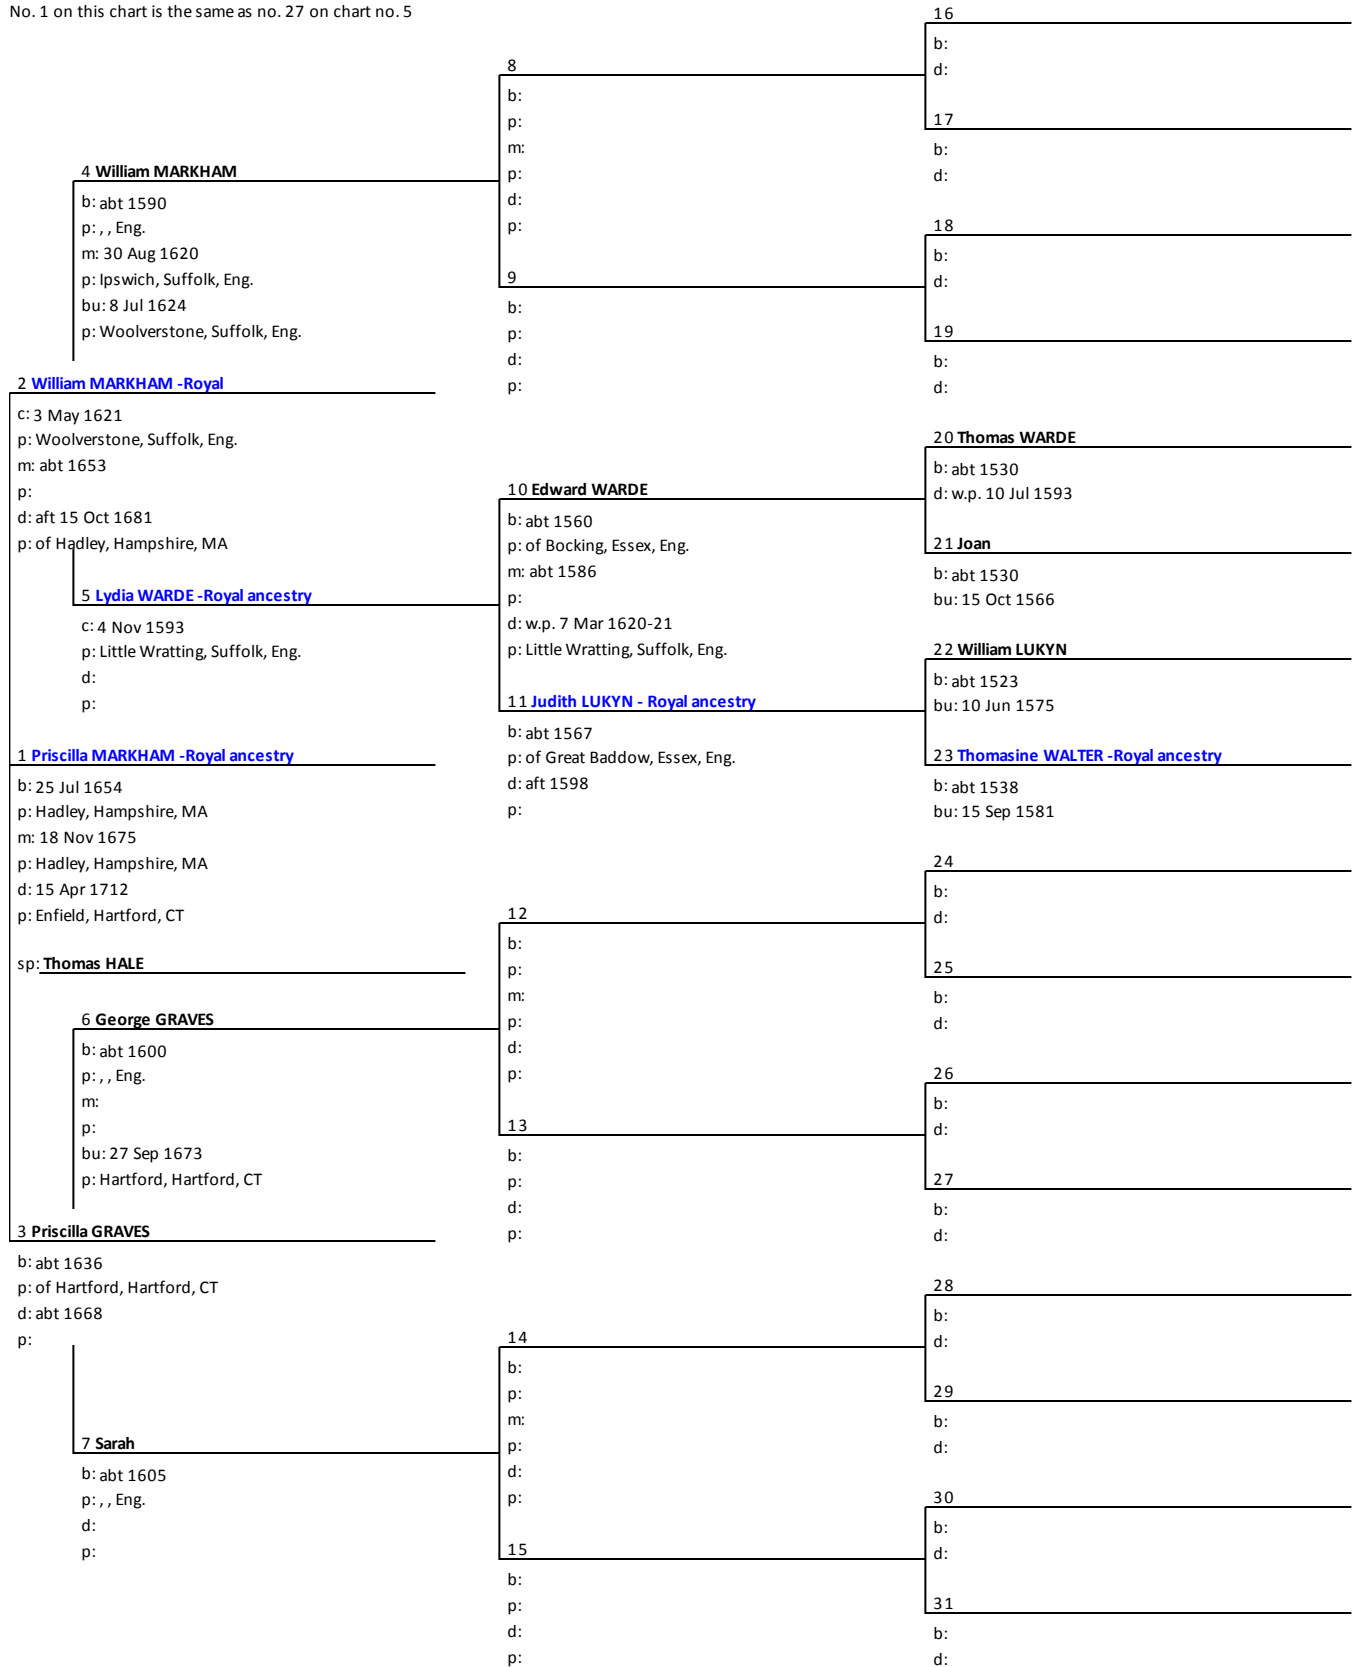 No. 1 on this chart is the same as no. 27 on chart no. 5
4 William MARKHAM
b: abt 1590
p: , , Eng.
m: 30 Aug 1620
p: Ipswich, Suffolk, Eng.
bu: 8 Jul 1624
p: Woolverstone, Suffolk, Eng.
2 William MARKHAM -Royal
c: 3 May 1621
p: Woolverstone, Suffolk, Eng.
m: abt 1653
p:
d: aft 15 Oct 1681
p: of Hadley, Hampshire, MA
5 Lydia WARDE -Royal ancestry
c: 4 Nov 1593
p: Little Wratting, Suffolk, Eng.
d:
p:
1 Priscilla MARKHAM -Royal ancestry
b: 25 Jul 1654
p: Hadley, Hampshire, MA
m: 18 Nov 1675
p: Hadley, Hampshire, MA
d: 15 Apr 1712
p: Enfield, Hartford, CT
sp: Thomas HALE
6 George GRAVES
b: abt 1600
p: , , Eng.
m:
p:
bu: 27 Sep 1673
p: Hartford, Hartford, CT
3 Priscilla GRAVES
b: abt 1636
p: of Hartford, Hartford, CT
d: abt 1668
p:
7 Sarah
b: abt 1605
p: , , Eng.
d:
p:
8
b:
p:
m:
p:
d:
p:
9
b:
p:
d:
p:
10 Edward WARDE
b: abt 1560
p: of Bocking, Essex, Eng.
m: abt 1586
p:
d: w.p. 7 Mar 1620-21
p: Little Wratting, Suffolk, Eng.
11 Judith LUKYN - Royal ancestry
b: abt 1567
p: of Great Baddow, Essex, Eng.
d: aft 1598
p:
12
b:
p:
m:
p:
d:
p:
13
b:
p:
d:
p:
14
b:
p:
m:
p:
d:
p:
15
b:
p:
d:
p:
16
b:
d:
17
b:
d:
18
b:
d:
19
b:
d:
20 Thomas WARDE
b: abt 1530
d: w.p. 10 Jul 1593
21 Joan
b: abt 1530
bu: 15 Oct 1566
22 William LUKYN
b: abt 1523
bu: 10 Jun 1575
23 Thomasine WALTER -Royal ancestry
b: abt 1538
bu: 15 Sep 1581
24
b:
d:
25
b:
d:
26
b:
d:
27
b:
d:
28
b:
d:
29
b:
d:
30
b:
d:
31
b:
d: